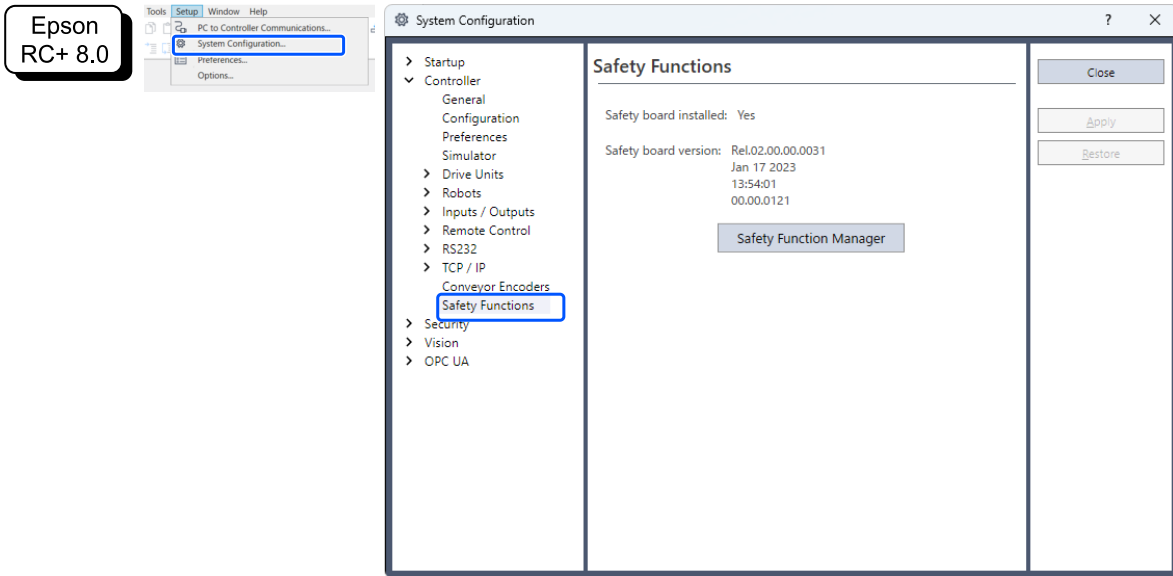 Epson
RC+ 8.0
Tools Setup Window Help
PC to Controller Communications...
System Configuration...
Preferences...
Options...
System Configuration
?
Startup
Controller
General
Configuration
Preferences
Simulator
Drive Units
Robots
Inputs / Outputs
Remote Control
RS232
TCP / IP
Conveyor Encoders
Safety Functions
Security
Vision
OPC UA
Safety Functions
Safety board installed: Yes
Safety board version: Rel.02.00.00.0031
Jan 17 2023
13:54:01
00.00.0121
Safety Function Manager
Close
Apply
Restore